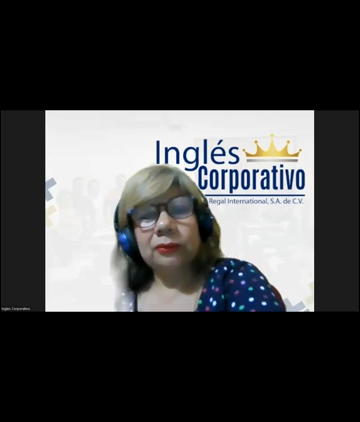 Inglés
Corporativo
Regal International, S.A. de C.V.
Ingles Corporativo